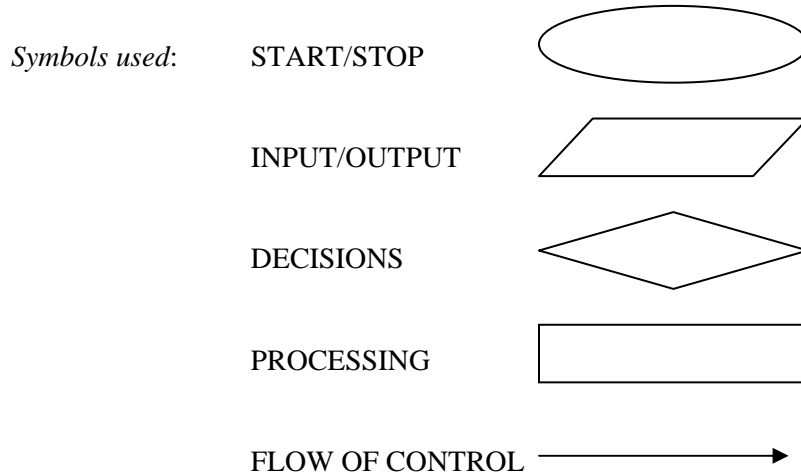 Symbols used: START/STOP
INPUT/OUTPUT
DECISIONS
PROCESSING
FLOW OF CONTROL